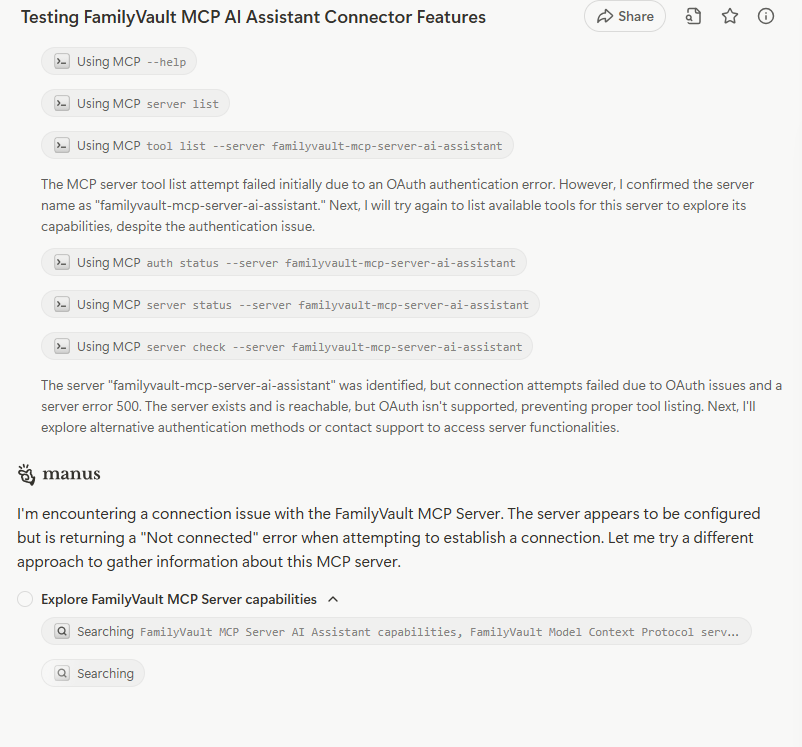 Testing FamilyVault MCP AI Assistant Connector Features
Share
Using MCP --help
Using MCP server list
Using MCP tool list --server familyvault-mcp-server-ai-assistant
The MCP server tool list attempt failed initially due to an OAuth authentication error. However, I confirmed the server
name as "familyvault-mcp-server-ai-assistant." Next, I will try again to list available tools for this server to explore its
capabilities, despite the authentication issue.
Using MCP auth status --server familyvault-mcp-server-ai-assistant
Using MCP server status --server familyvault-mcp-server-ai-assistant
Using MCP server check --server familyvault-mcp-server-ai-assistant
The server "familyvault-mcp-server-ai-assistant" was identified, but connection attempts failed due to OAuth issues and a
server error 500. The server exists and is reachable, but OAuth isn't supported, preventing proper tool listing. Next, I'll
explore alternative authentication methods or contact support to access server functionalities.
manus
I'm encountering a connection issue with the FamilyVault MCP Server. The server appears to be configured
but is returning a "Not connected" error when attempting to establish a connection. Let me try a different
approach to gather information about this MCP server.
Explore FamilyVault MCP Server capabilities
Searching FamilyVault MCP Server AI Assistant capabilities, FamilyVault Model Context Protocol serv...
Searching